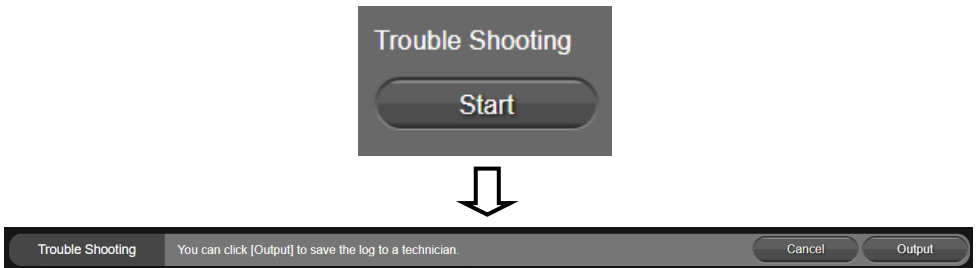 Trouble Shooting
Start
Trouble Shooting You can click [Output] to save the log to a technician. Cancel Output